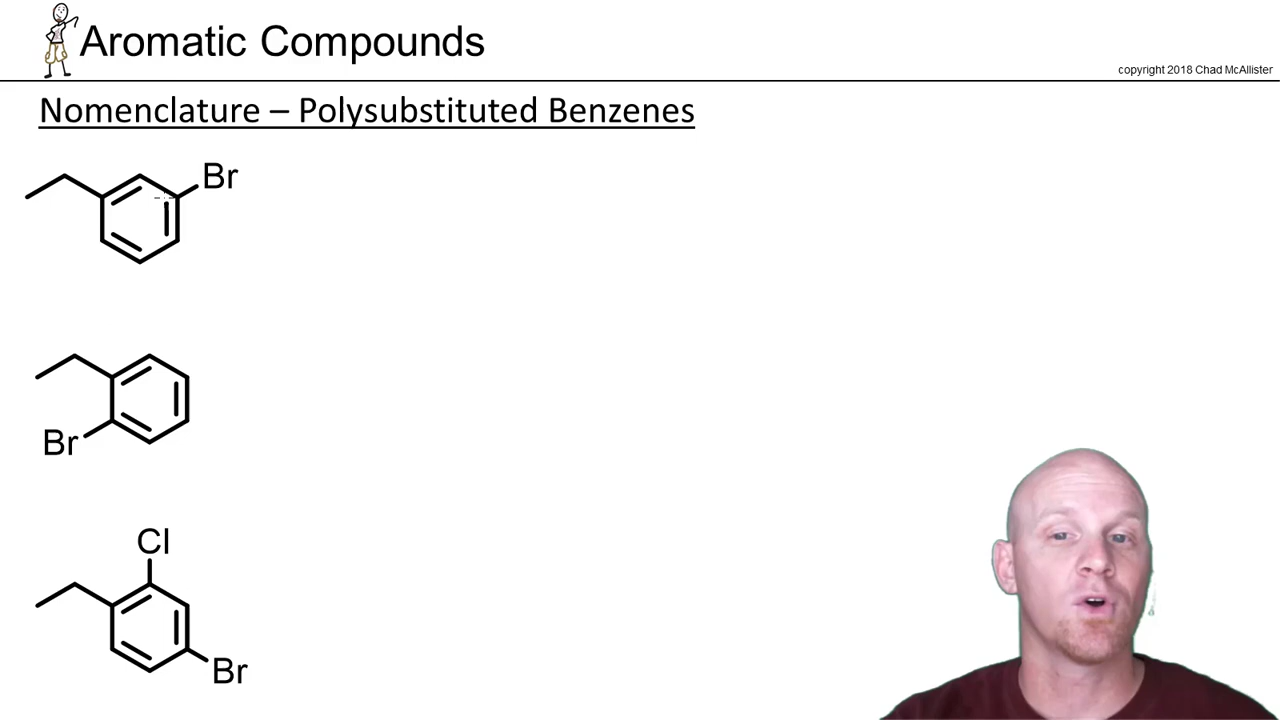 Aromatic Compounds
copyright 2018 Chad McAllister
Nomenclature – Polysubstituted Benzenes
Br
Br
Cl
Br